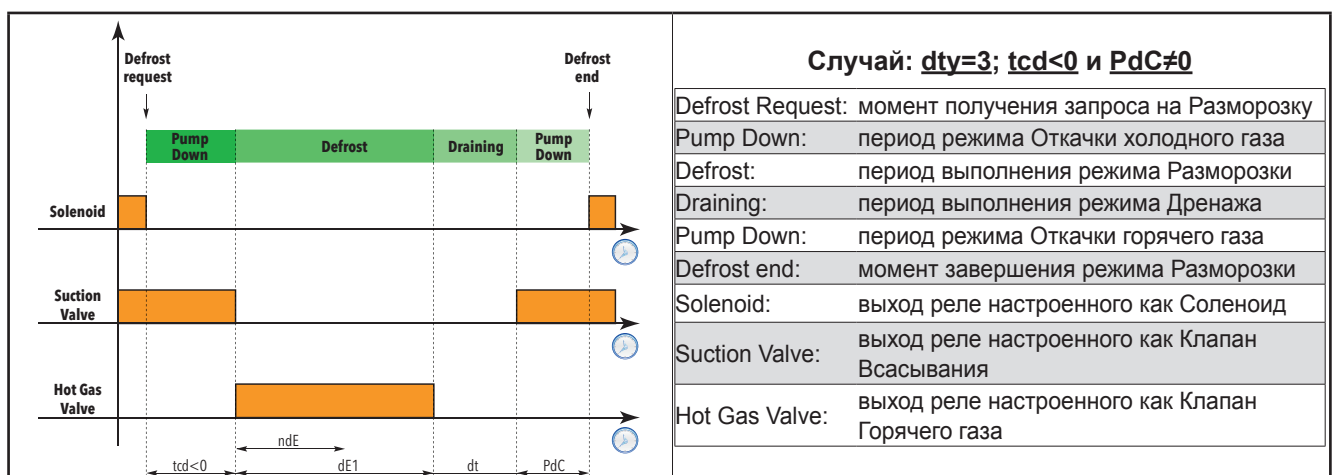 Defrost
request
Defrost
end
Pump
Down
Defrost
Draining
Pump
Down
Solenoid
Suction
Valve
Hot Gas
Valve
ndE
tcd<0
dE1
dt
PdC
Случай: dty=3; tcd<0 и PdC≠0
Defrost Request: момент получения запроса на Разморозку
Pump Down: период режима Откачки холодного газа
Defrost: период выполнения режима Разморозки
Draining: период выполнения режима Дренажа
Pump Down: период режима Откачки горячего газа
Defrost end: момент завершения режима Разморозки
Solenoid: выход реле настроенного как Соленоид
Suction Valve: выход реле настроенного как Клапан
Всасывания
Hot Gas Valve: выход реле настроенного как Клапан
Горячего газа